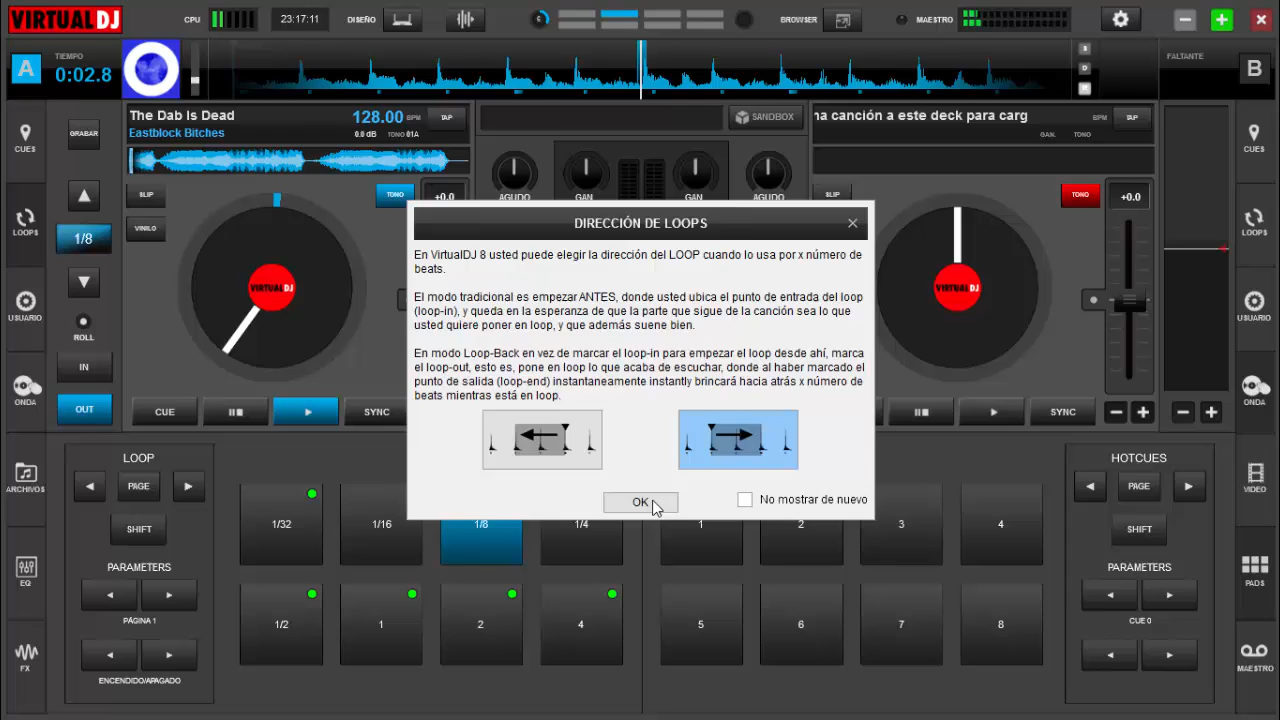 VIRTUALDJ
CPU
23:17:11
DISEÑO
BROWSER
MAESTRO
A
TIEMPO
0:02.8
S
D
R
FALTANTE
B
CUES
GRABAR
The Dab Is Dead
128.00 BPM
TAP
Eastblock Bitches
0.0 dB TONO 01A
SANDBOX
na canción a este deck para carg
BPM
TAP
GAN. TONO
CUES
SLIP
TONO
+0.0
AGUDO
GAN
GAN
AGUDO
SLIP
TONO
+0.0
LOOPS
1/8
VINILO
VIRTUALDJ
DIRECCIÓN DE LOOPS
En VirtualDJ 8 usted puede elegir la dirección del LOOP cuando lo usa por x número de
beats.
El modo tradicional es empezar ANTES, donde usted ubica el punto de entrada del loop
(loop-in), y queda en la esperanza de que la parte que sigue de la canción sea lo que
usted quiere poner en loop, y que además suene bien.
En modo Loop-Back en vez de marcar el loop-in para empezar el loop desde ahí, marca
el loop-out, esto es, pone en loop lo que acaba de escuchar, donde al haber marcado el
punto de salida (loop-end) instantaneamente instantly brincará hacia atrás x número de
beats mientras está en loop.
OK
No mostrar de nuevo
VIRTUALDJ
LOOPS
USUARIO
ROLL
USUARIO
IN
ONDA
OUT
CUE
SYNC
SYNC
ONDA
LOOP
PAGE
SHIFT
PARAMETERS
PÁGINA 1
ENCENDIDO/APAGADO
ARCHIVOS
EQ
FX
1/32
1/16
1/8
1/4
1
2
3
4
1/2
1
2
4
5
6
7
8
HOTCUES
PAGE
SHIFT
PARAMETERS
CUE 0
VIDEO
PADS
MAESTRO